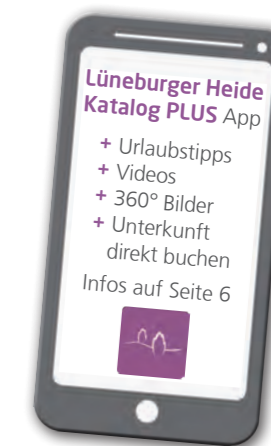 Lüneburger Heide
Katalog PLUS App
+ Urlaubstipps
+ Videos
+ 360° Bilder
+ Unterkunft
direkt buchen
Infos auf Seite 6